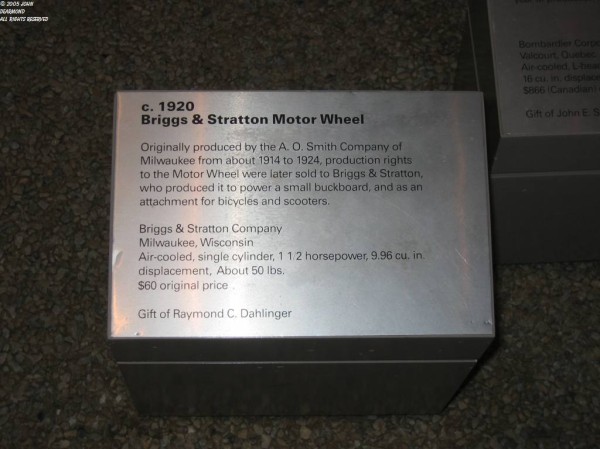 © 2005 JOHN
DEARMOND
ALL RIGHTS RESERVED
c. 1920
Briggs & Stratton Motor Wheel
Originally produced by the A. O. Smith Company of
Milwaukee from about 1914 to 1924, production rights
to the Motor Wheel were later sold to Briggs & Stratton,
who produced it to power a small buckboard, and as an
attachment for bicycles and scooters.
Briggs & Stratton Company
Milwaukee, Wisconsin
Air-cooled, single cylinder, 1 1 2 horsepower, 9.96 cu. in.
displacement, About 50 lbs.
$60 original price
Gift of Raymond C. Dahlinger
Bombardier
Valcourt, Quebec
Air-cooled, L-head
16 cu. in.
$866 (Canadian)
Gift of John E.